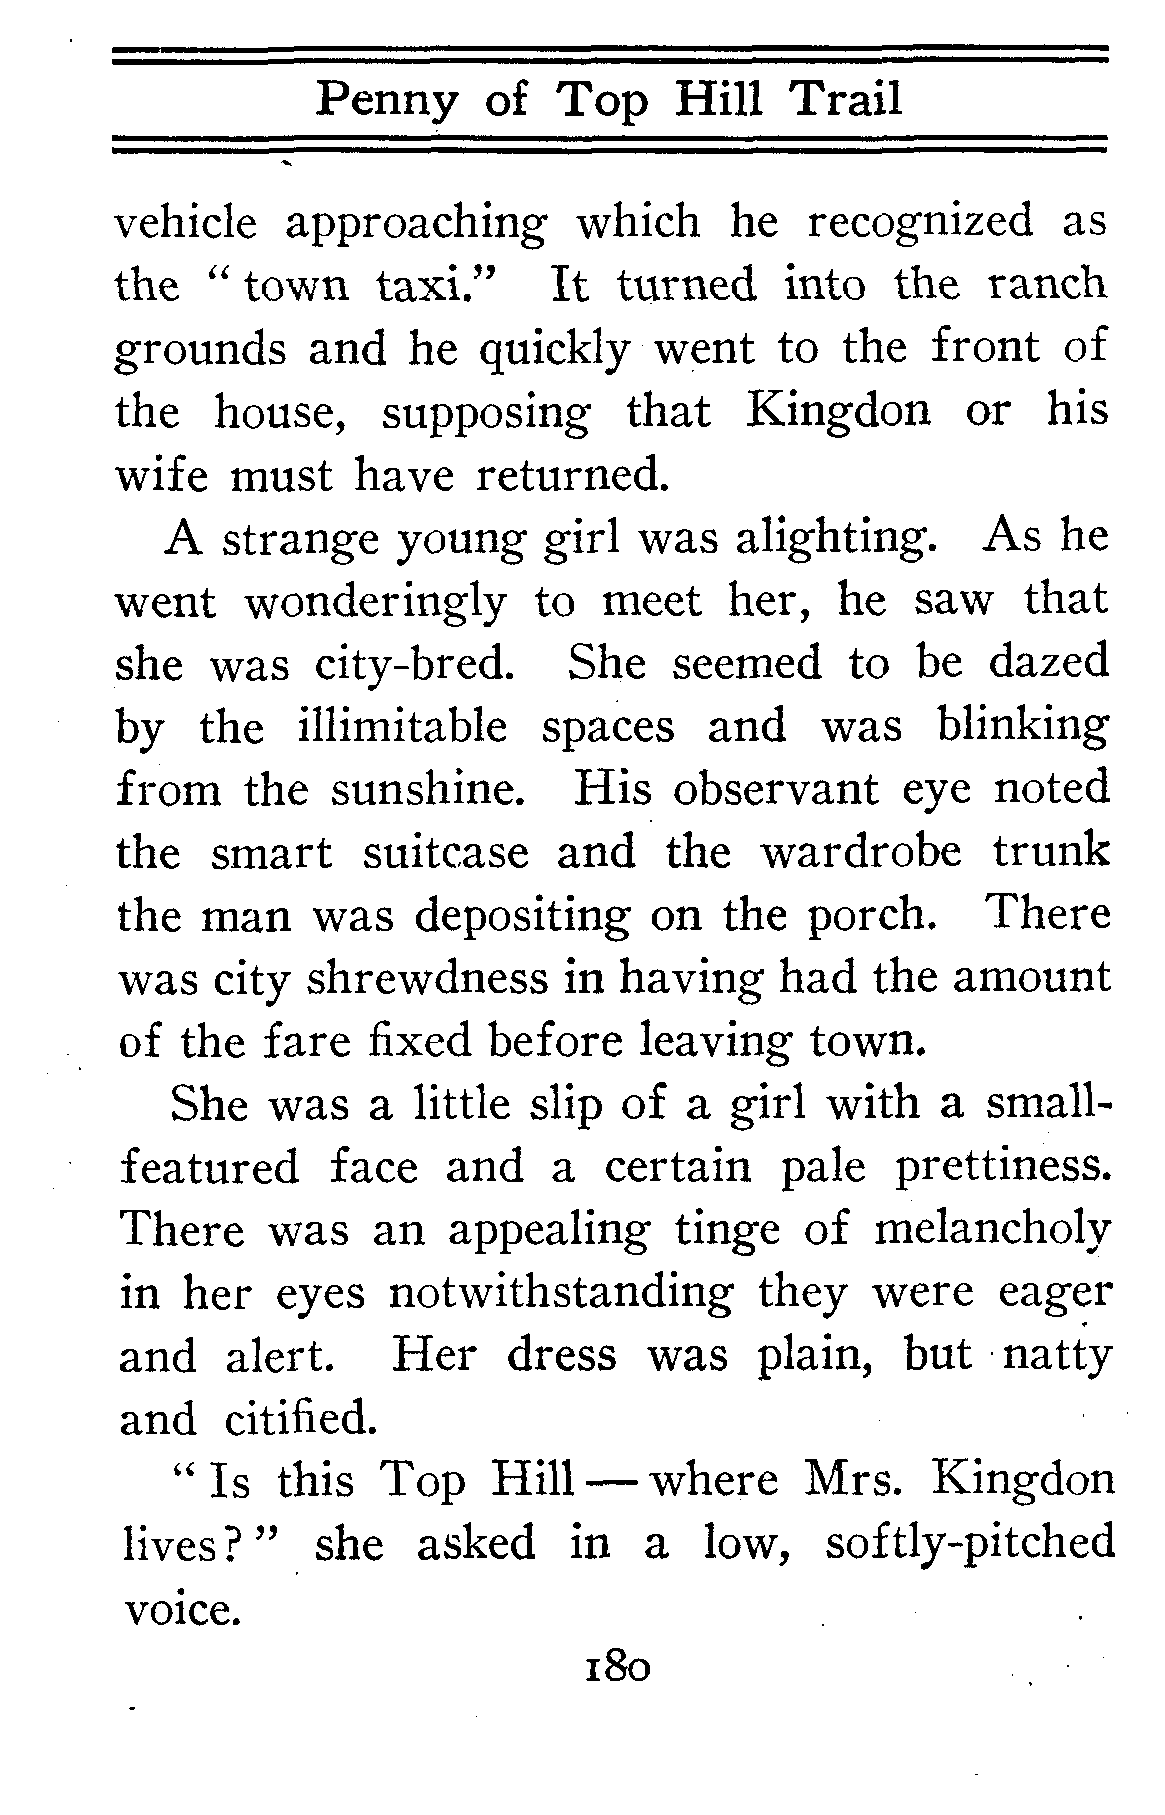 Penny of Top Hill Trail
vehicle approaching which he recognized as
the “ town taxi.” It turned into the ranch
grounds and he quickly went to the front of
the house, supposing that Kingdon or his
wife must have returned.
A strange young girl was alighting. As he
went wonderingly to meet her, he saw that
she was city-bred. She seemed to be dazed
by the illimitable spaces and was blinking
from the sunshine. His observant eye noted
the smart suitcase and the wardrobe trunk
the man was depositing on the porch. There
was city shrewdness in having had the amount
of the fare fixed before leaving town.
She was a little slip of a girl with a small-
featured face and a certain pale prettiness.
There was an appealing tinge of melancholy
in her eyes notwithstanding they were eager
and alert. Her dress was plain, but natty
and citified.
“ Is this Top Hill — where Mrs. Kingdon
lives? ” she asked in a low, softly-pitched
voice.
180